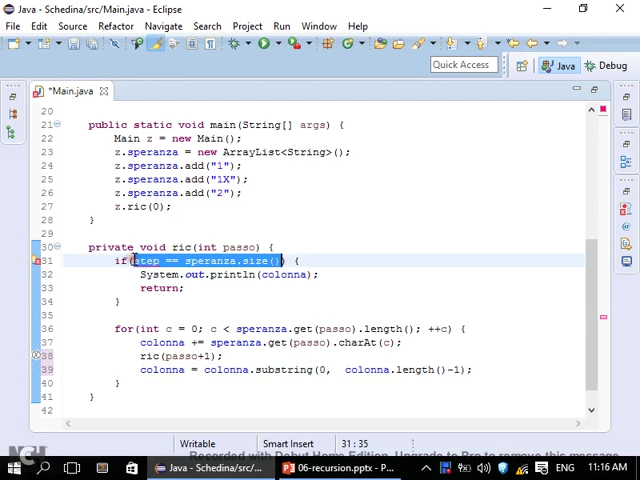 Java - Schedina/src/Main.java - Eclipse
File Edit Source Refactor Navigate Search Project Run Window Help
Quick Access
Java
Debug
*Main.java
20
21 public static void main(String[] args) {
22 Main z = new Main();
23 z.speranza = new ArrayList<String>();
24 z.speranza.add("1");
25 z.speranza.add("1X");
26 z.speranza.add("2");
27 z.ric(0);
28 }
29
30 private void ric(int passo) {
31 if(step == speranza.size()) {
32 System.out.println(colonna);
33 return;
34 }
35
36 for(int c = 0; c < speranza.get(passo).length(); ++c) {
37 colonna += speranza.get(passo).charAt(c);
38 ric(passo+1);
39 colonna = colonna.substring(0, colonna.length()-1);
40 }
41 }
42
Writable
Smart Insert
31 : 35
NCH
Recorded with Debut Home Edition. Upgrade to Pro to remove this message
Java - Schedina/src/...
06-recursion.pptx - P...
ENG
11:16 AM